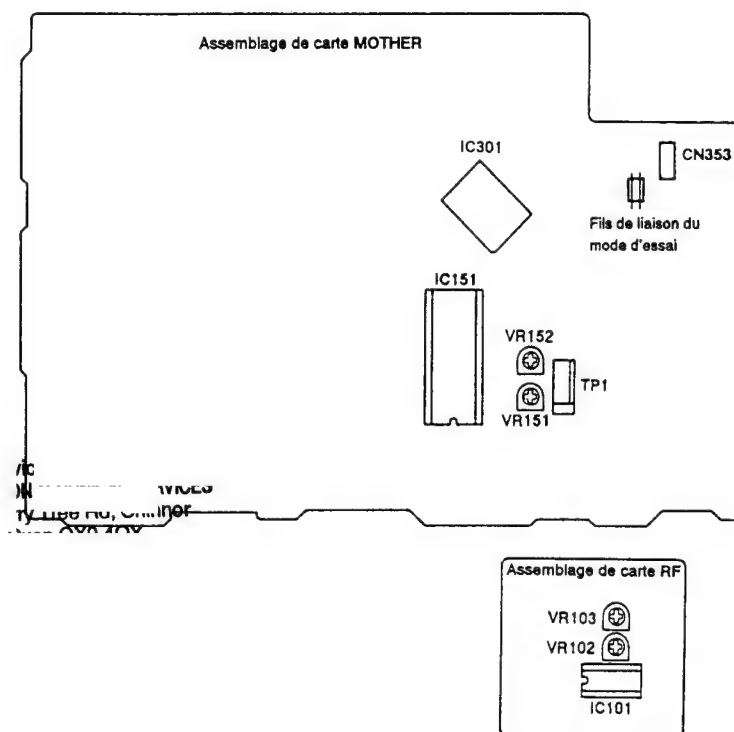 Assemblage de carte MOTHER
IC301
CN353
Fils de liaison du
mode d'essai
IC151
VR152
TP1
VR151
Assemblage de carte RF
VR103
VR102
IC101